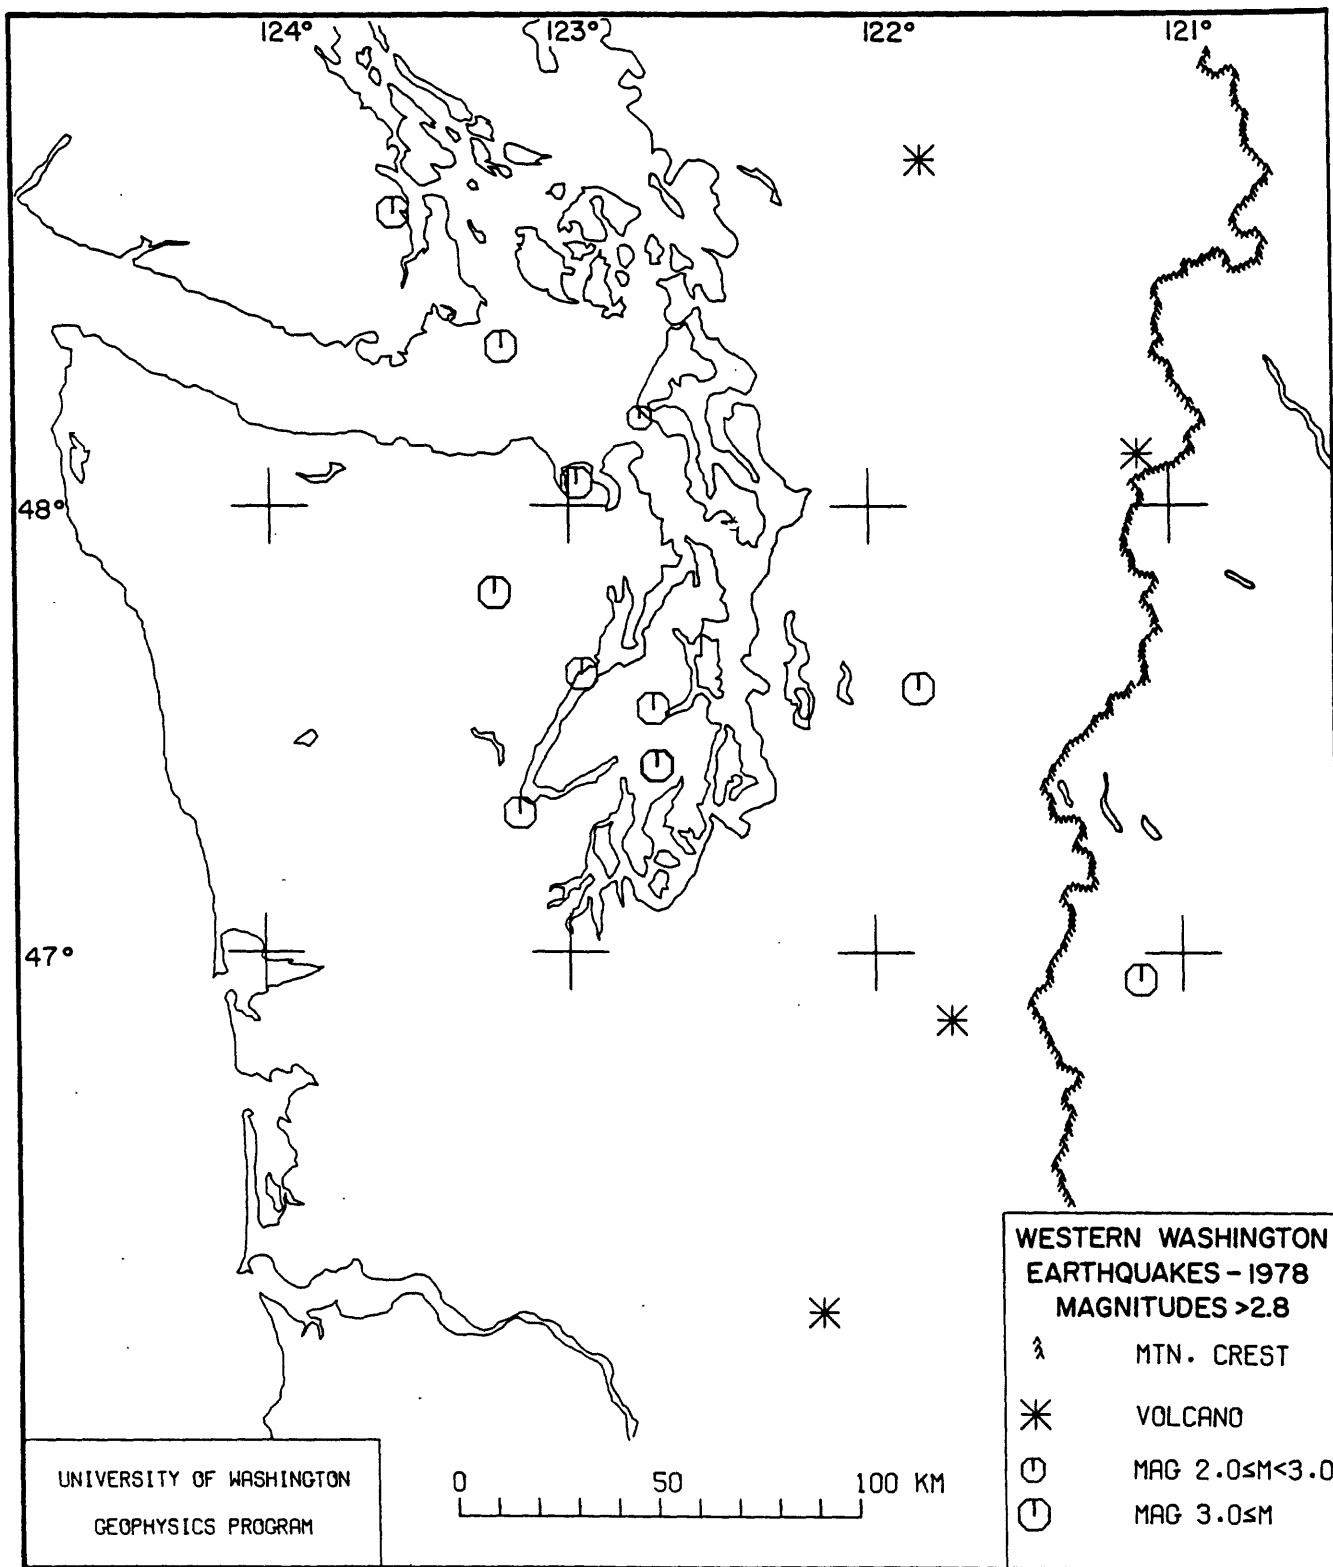 124° 123° 122° 121°
48°
47°
WESTERN WASHINGTON
EARTHQUAKES - 1978
MAGNITUDES >2.8
MTN. CREST
VOLCANO
MAG 2.0≤M<3.0
MAG 3.0≤M
UNIVERSITY OF WASHINGTON
GEOPHYSICS PROGRAM
0 50 100 KM